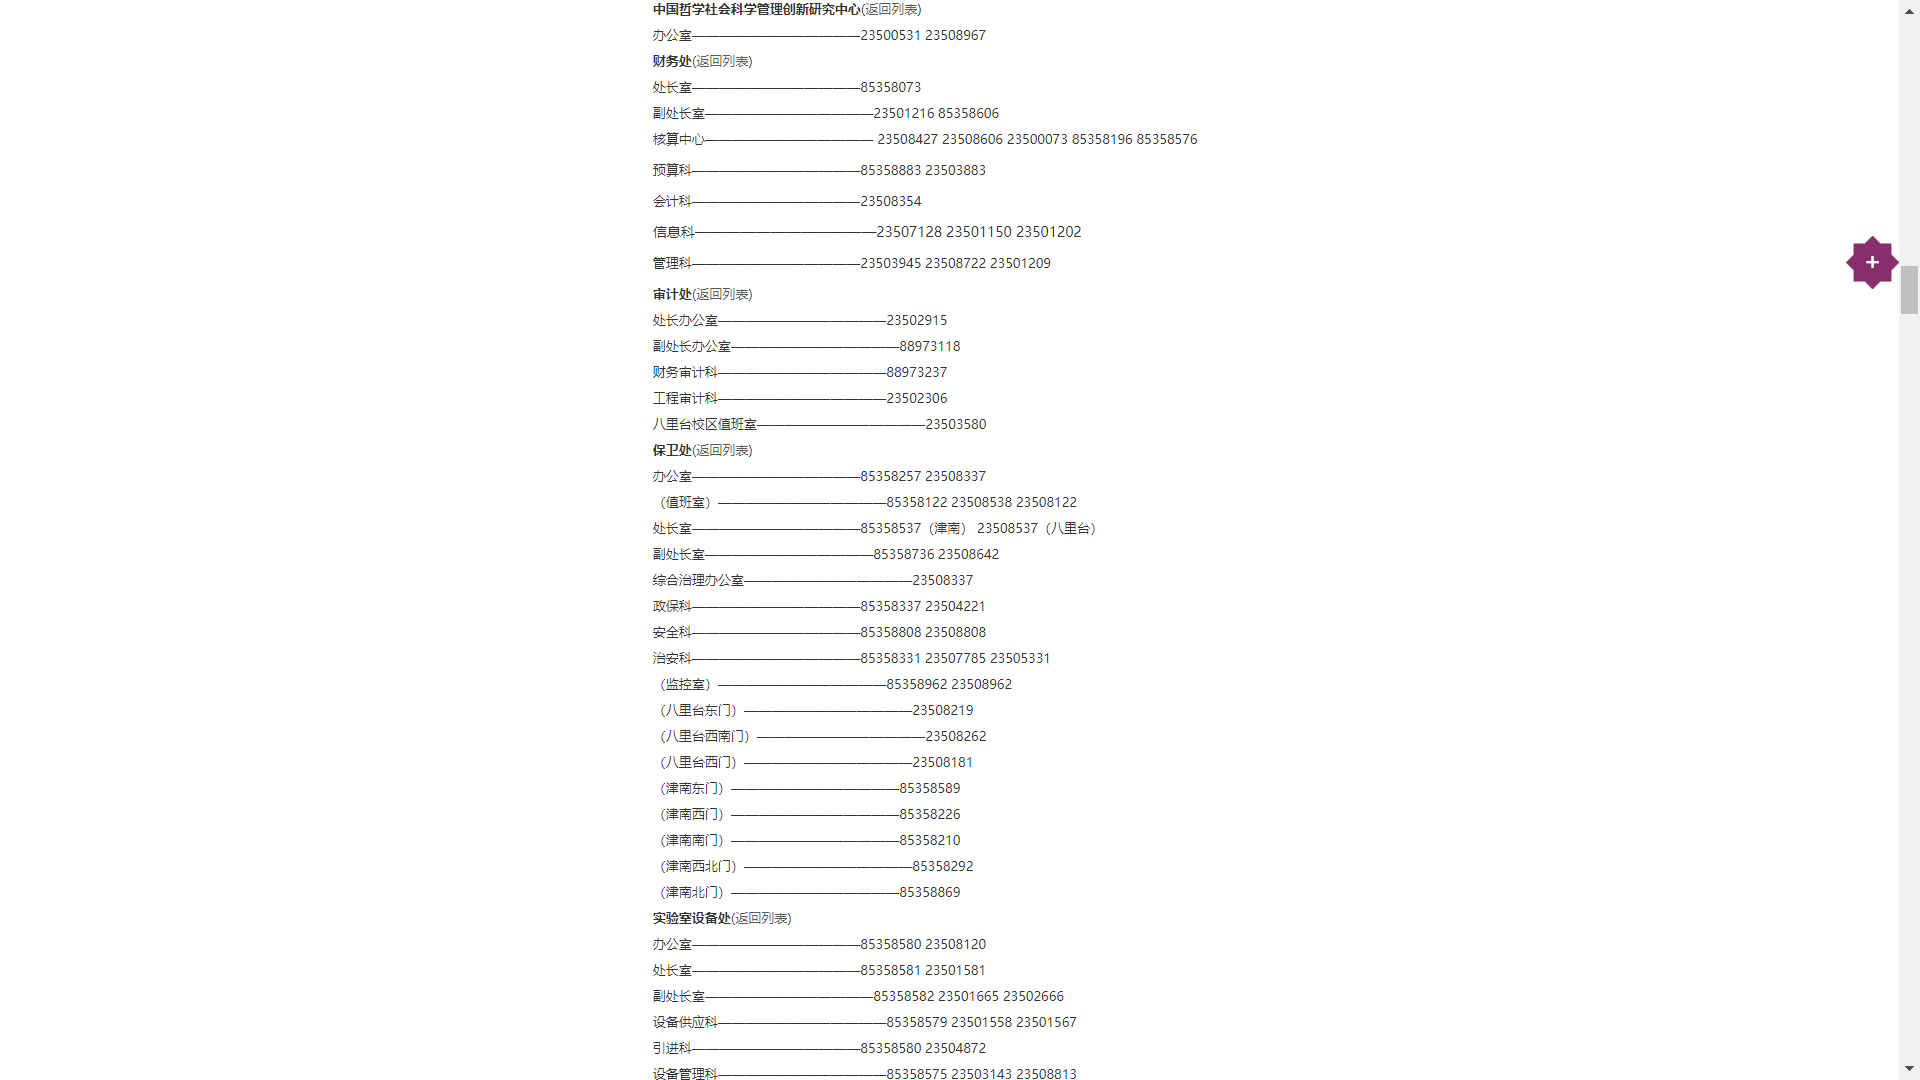 中国哲学社会科学管理创新研究中心(返回列表)
办公室—————————————23500531 23508967
财务处(返回列表)
处长室—————————————85358073
副处长室—————————————23501216 85358606
核算中心————————————— 23508427 23508606 23500073 85358196 85358576
预算科—————————————85358883 23503883
会计科—————————————23508354
信息科—————————————23507128 23501150 23501202
管理科—————————————23503945 23508722 23501209
审计处(返回列表)
处长办公室—————————————23502915
副处长办公室—————————————88973118
财务审计科—————————————88973237
工程审计科—————————————23502306
八里台校区值班室—————————————23503580
保卫处(返回列表)
办公室—————————————85358257 23508337
（值班室）—————————————85358122 23508538 23508122
处长室—————————————85358537（津南） 23508537（八里台）
副处长室—————————————85358736 23508642
综合治理办公室—————————————23508337
政保科—————————————85358337 23504221
安全科—————————————85358808 23508808
治安科—————————————85358331 23507785 23505331
（监控室）—————————————85358962 23508962
（八里台东门）—————————————23508219
（八里台西南门）—————————————23508262
（八里台西门）—————————————23508181
（津南东门）—————————————85358589
（津南西门）—————————————85358226
（津南南门）—————————————85358210
（津南西北门）—————————————85358292
（津南北门）—————————————85358869
实验室设备处(返回列表)
办公室—————————————85358580 23508120
处长室—————————————85358581 23501581
副处长室—————————————85358582 23501665 23502666
设备供应科—————————————85358579 23501558 23501567
引进科—————————————85358580 23504872
设备管理科—————————————85358575 23503143 23508813
+